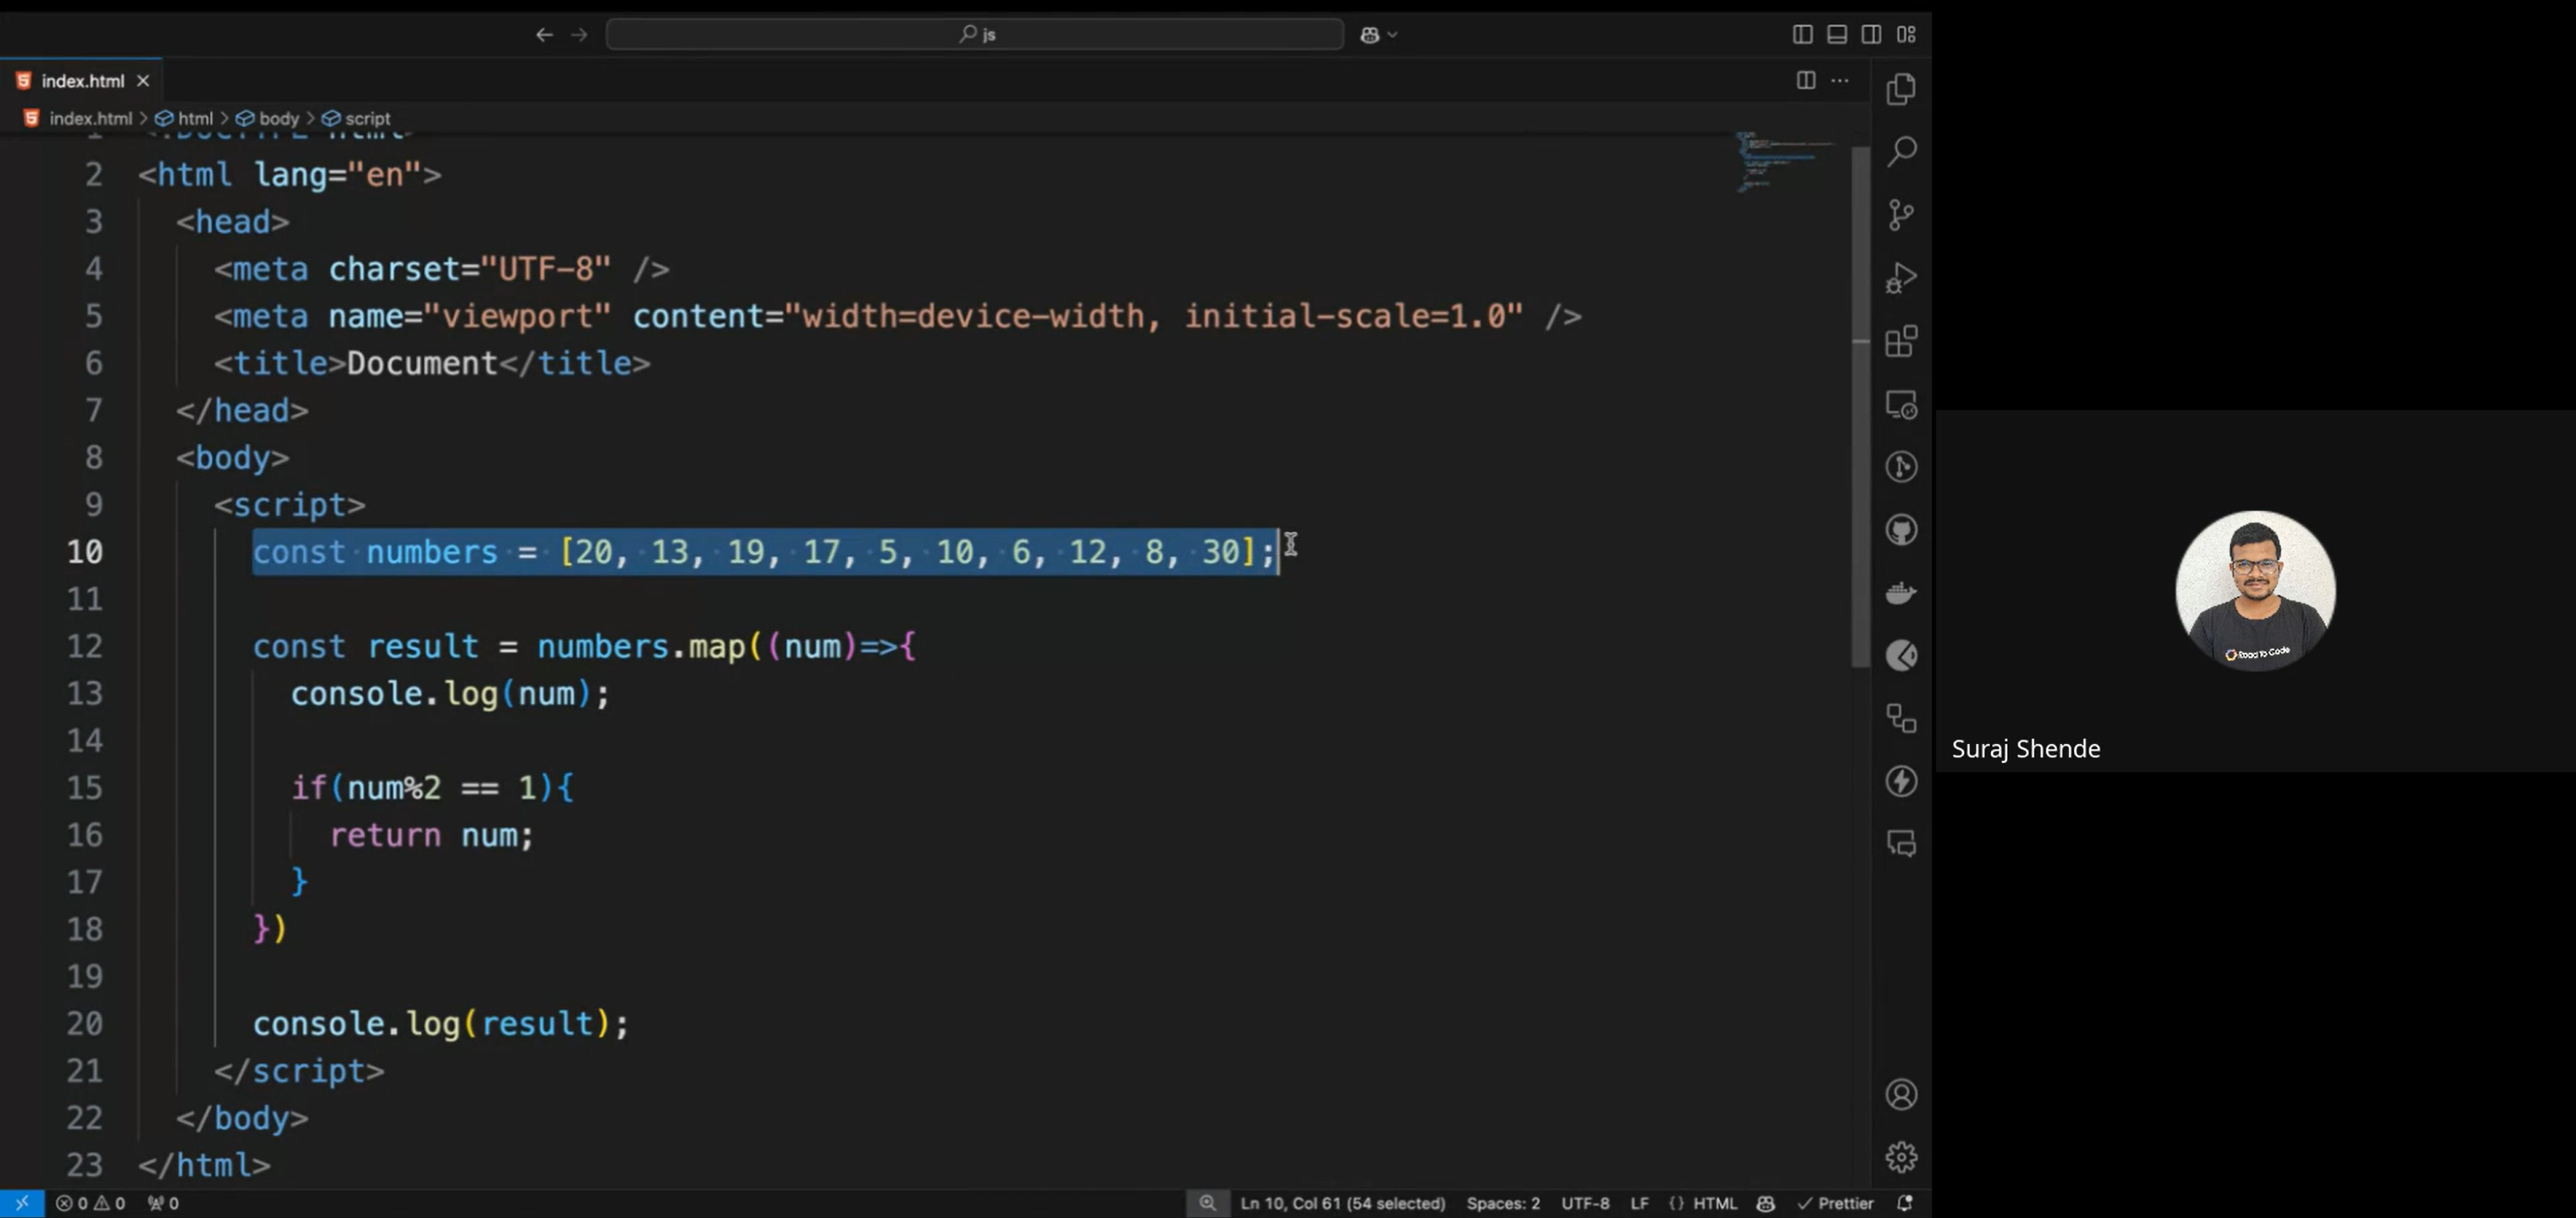 js
index.html
index.html > html > body > script
1 <!DOCTYPE html>
2 <html lang="en">
3 <head>
4 <meta charset="UTF-8" />
5 <meta name="viewport" content="width=device-width, initial-scale=1.0" />
6 <title>Document</title>
7 </head>
8 <body>
9 <script>
10 const numbers = [20, 13, 19, 17, 5, 10, 6, 12, 8, 30];
11
12 const result = numbers.map((num)=>{
13 console.log(num);
14
15 if(num%2 == 1){
16 return num;
17 }
18 })
19
20 console.log(result);
21 </script>
22 </body>
23 </html>
0 0 0 Ln 10, Col 61 (54 selected) Spaces: 2 UTF-8 LF {} HTML Prettier
Road To Code
Suraj Shende